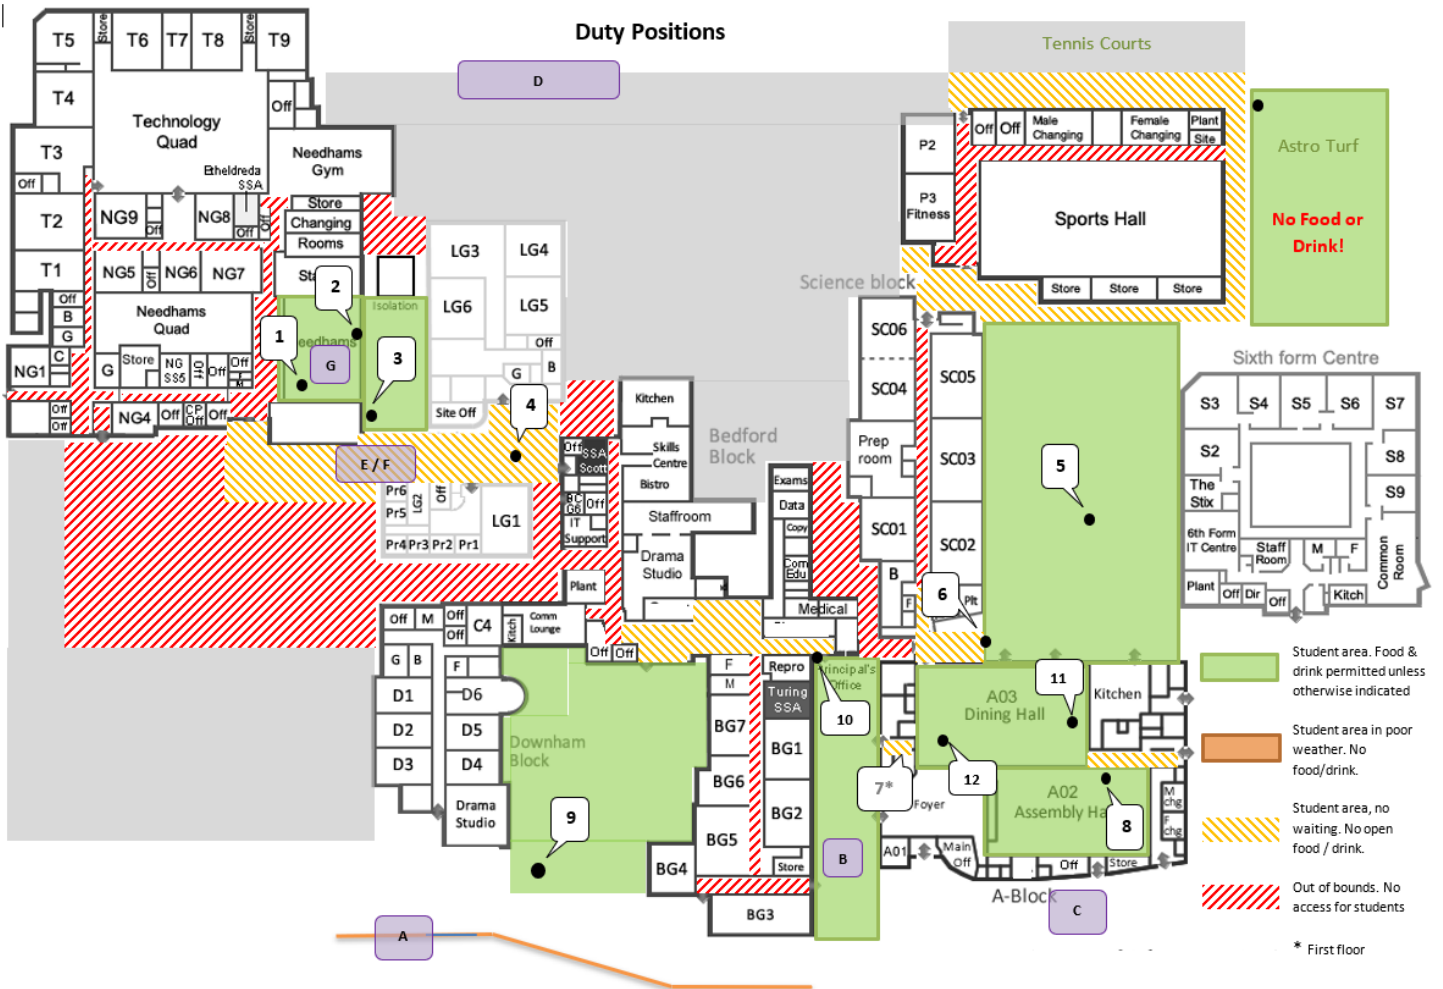 Duty Positions
D
Tennis Courts
T5
Store
T6
T7
T8
Store
T9
T4
Technology
Quad
Off
T3
Off
Etheldreda
SSA
Needhams
Gym
T2
NG9
Off
NG8
Off
Off
Store
Changing
Rooms
T1
NG5
Off
NG6
NG7
Off
B
G
Needhams
Quad
NG1
C
G
Store
NG
SS5
Off
Off
Off
Off
Off
NG4
Off
CP
Off
Off
1
2
3
4
G
Isolation
LG3
LG4
LG6
LG5
Off
G
B
Site Off
E / F
Pr6
Pr5
LG2
Off
LG1
Pr4
Pr3
Pr2
Pr1
Off
SSA
Scott
Off
IT
Support
Plant
Kitchen
Skills
Centre
Bistro
Staffroom
Drama
Studio
Bedford
Block
Exams
Data
Copy
Com
Edu
Medical
P2
P3
Fitness
Off
Off
Male
Changing
Female
Changing
Plant
Site
Sports Hall
Store
Store
Store
Astro Turf
No Food or
Drink!
Science block
SC06
SC04
SC05
Prep
room
SC03
SC01
SC02
B
F
Plt
5
6
Sixth form Centre
S3
S4
S5
S6
S7
S2
S8
The
Stix
S9
6th Form
IT Centre
Staff
Room
M
F
Common
Room
Plant
Off
Dir
Off
Kitch
Off
M
Off
Off
C4
Kitch
Comm
Lounge
Off
Off
G
B
F
D1
D6
D2
D5
D3
D4
Drama
Studio
Downham
Block
9
F
M
BG7
BG6
BG5
BG4
Repro
Turing
SSA
BG1
BG2
Store
BG3
Principal's
Office
10
B
7*
Foyer
A01
Main
Off
A03
Dining Hall
11
12
Kitchen
A02
Assembly Ha
8
M
chg
F
chg
Off
Store
A-Block
C
A
Student area. Food &
drink permitted unless
otherwise indicated
Student area in poor
weather. No
food/drink.
Student area, no
waiting. No open
food / drink.
Out of bounds. No
access for students
* First floor